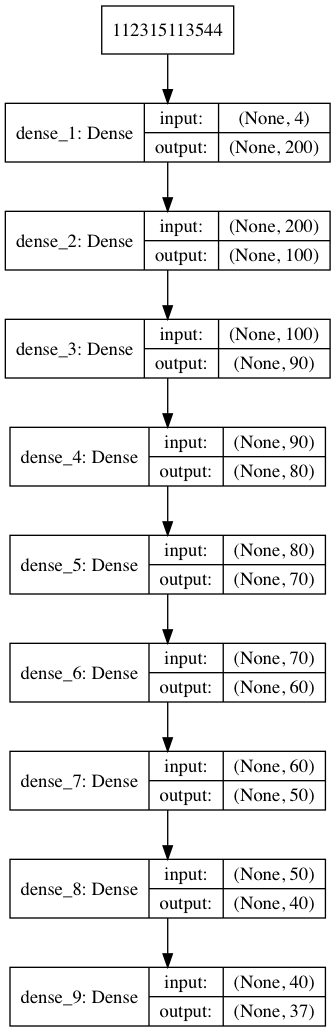 112315113544
dense_1: Dense
input: (None, 4)
output: (None, 200)
dense_2: Dense
input: (None, 200)
output: (None, 100)
dense_3: Dense
input: (None, 100)
output: (None, 90)
dense_4: Dense
input: (None, 90)
output: (None, 80)
dense_5: Dense
input: (None, 80)
output: (None, 70)
dense_6: Dense
input: (None, 70)
output: (None, 60)
dense_7: Dense
input: (None, 60)
output: (None, 50)
dense_8: Dense
input: (None, 50)
output: (None, 40)
dense_9: Dense
input: (None, 40)
output: (None, 37)